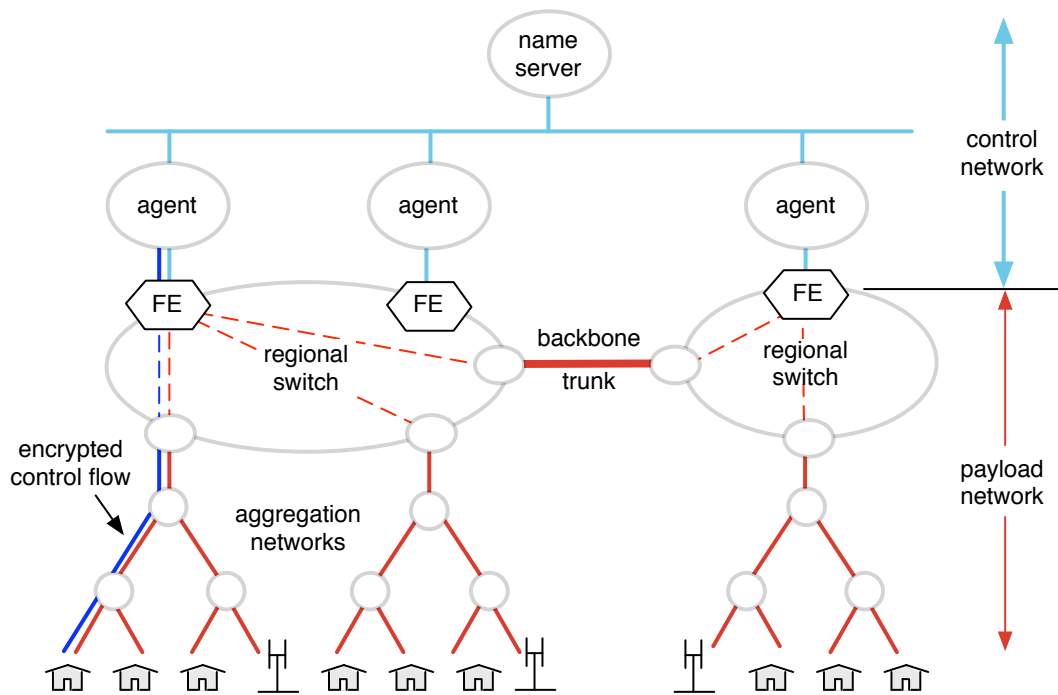 name
server
control
network
agent
agent
agent
FE
FE
FE
backbone
trunk
regional
switch
regional
switch
encrypted
control flow
aggregation
networks
payload
network